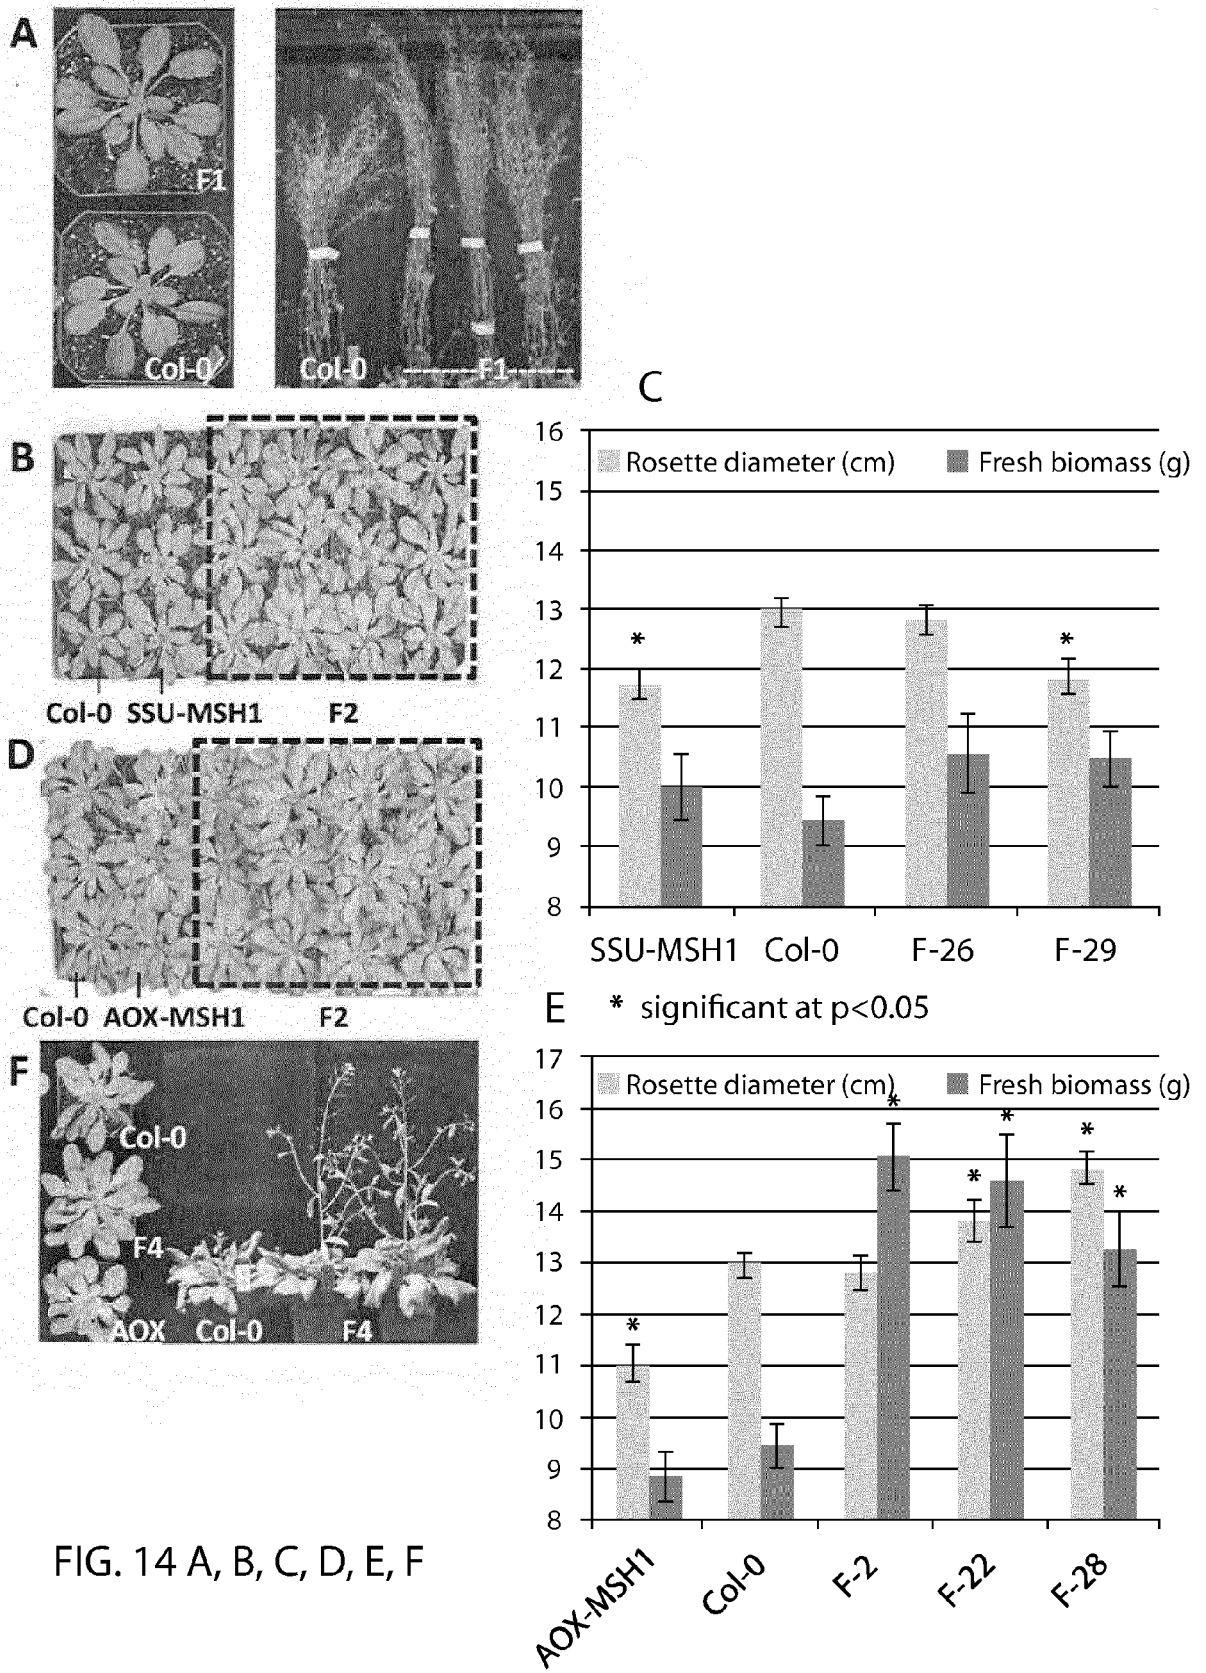 A
F1
Col-0
Col-0
------F1------
B
Col-0 SSU-MSH1 F2
C
16
15
14
13
12
11
10
9
8
Rosette diameter (cm) Fresh biomass (g)
* *
SSU-MSH1 Col-0 F-26 F-29
* significant at p<0.05
D
Col-0 AOX-MSH1 F2
E
17
16
15
14
13
12
11
10
9
8
Rosette diameter (cm) Fresh biomass (g)
* * * * * *
AOX-MSH1 Col-0 F-2 F-22 F-28
F
Col-0
F4
AOX Col-0 F4
FIG. 14 A, B, C, D, E, F